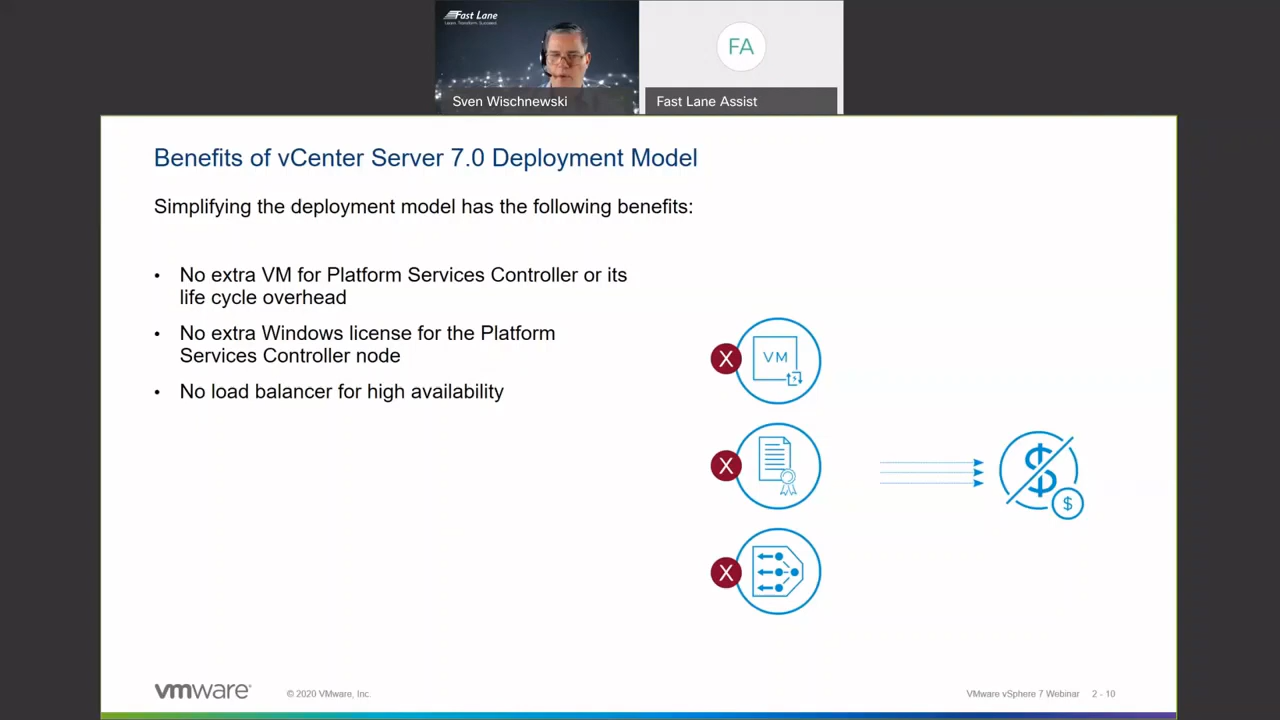 Fast Lane
FA
Sven Wischnewski
Fast Lane Assist
Benefits of vCenter Server 7.0 Deployment Model
Simplifying the deployment model has the following benefits:
• No extra VM for Platform Services Controller or its
life cycle overhead
• No extra Windows license for the Platform
Services Controller node
• No load balancer for high availability
X
VM
X
$
$
X
vmware®
© 2020 VMware, Inc.
VMware vSphere 7 Webinar
2 - 10